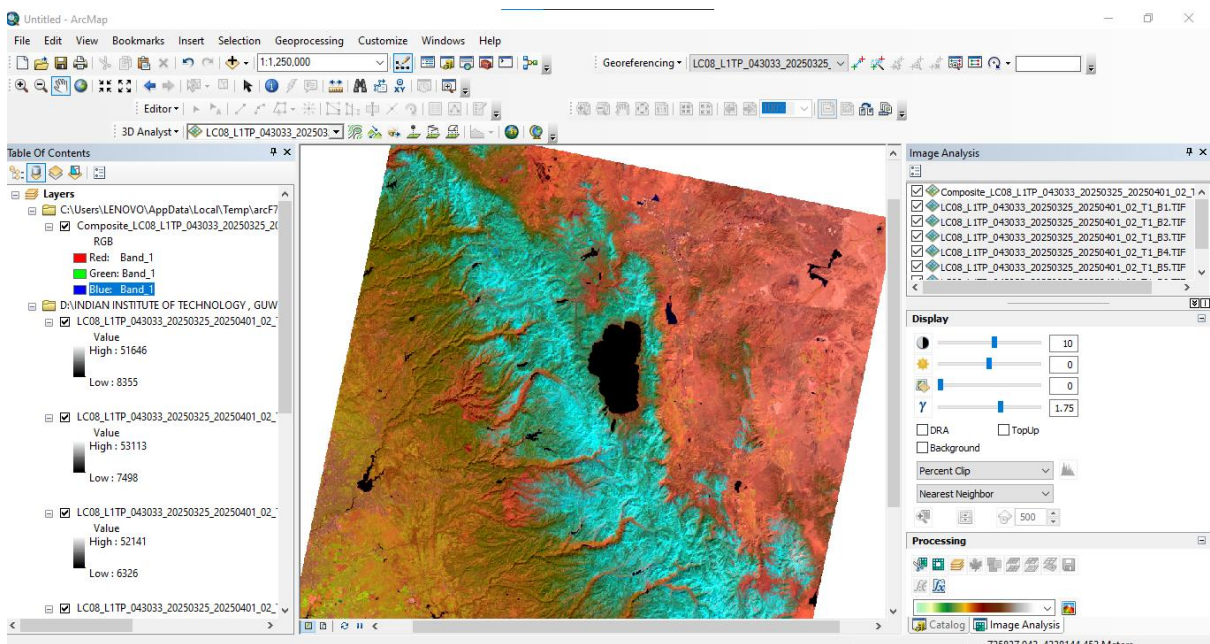 Untitled - ArcMap
File Edit View Bookmarks Insert Selection Geoprocessing Customize Windows Help
1:1,250,000
Georeferencing LC08_L1TP_043033_20250325_
Editor
3D Analyst LC08_L1TP_043033_202503
Table Of Contents
Layers
C:\Users\LENOVO\AppData\Local\Temp\arcF7
Composite_LC08_L1TP_043033_20250325_20
RGB
Red: Band_1
Green: Band_1
Blue: Band_1
D:\INDIAN INSTITUTE OF TECHNOLOGY , GUW
LC08_L1TP_043033_20250325_20250401_02_
Value
High : 51646
Low : 8355
LC08_L1TP_043033_20250325_20250401_02_
Value
High : 53113
Low : 7498
LC08_L1TP_043033_20250325_20250401_02_
Value
High : 52141
Low : 6326
LC08_L1TP_043033_20250325_20250401_02_
Image Analysis
Composite_LC08_L1TP_043033_20250325_20250401_02_
LC08_L1TP_043033_20250325_20250401_02_T1_B1.TIF
LC08_L1TP_043033_20250325_20250401_02_T1_B2.TIF
LC08_L1TP_043033_20250325_20250401_02_T1_B3.TIF
LC08_L1TP_043033_20250325_20250401_02_T1_B4.TIF
LC08_L1TP_043033_20250325_20250401_02_T1_B5.TIF
Display
10
0
0
γ 1.75
DRA TopUp
Background
Percent Clip
Nearest Neighbor
500
Processing
Catalog Image Analysis